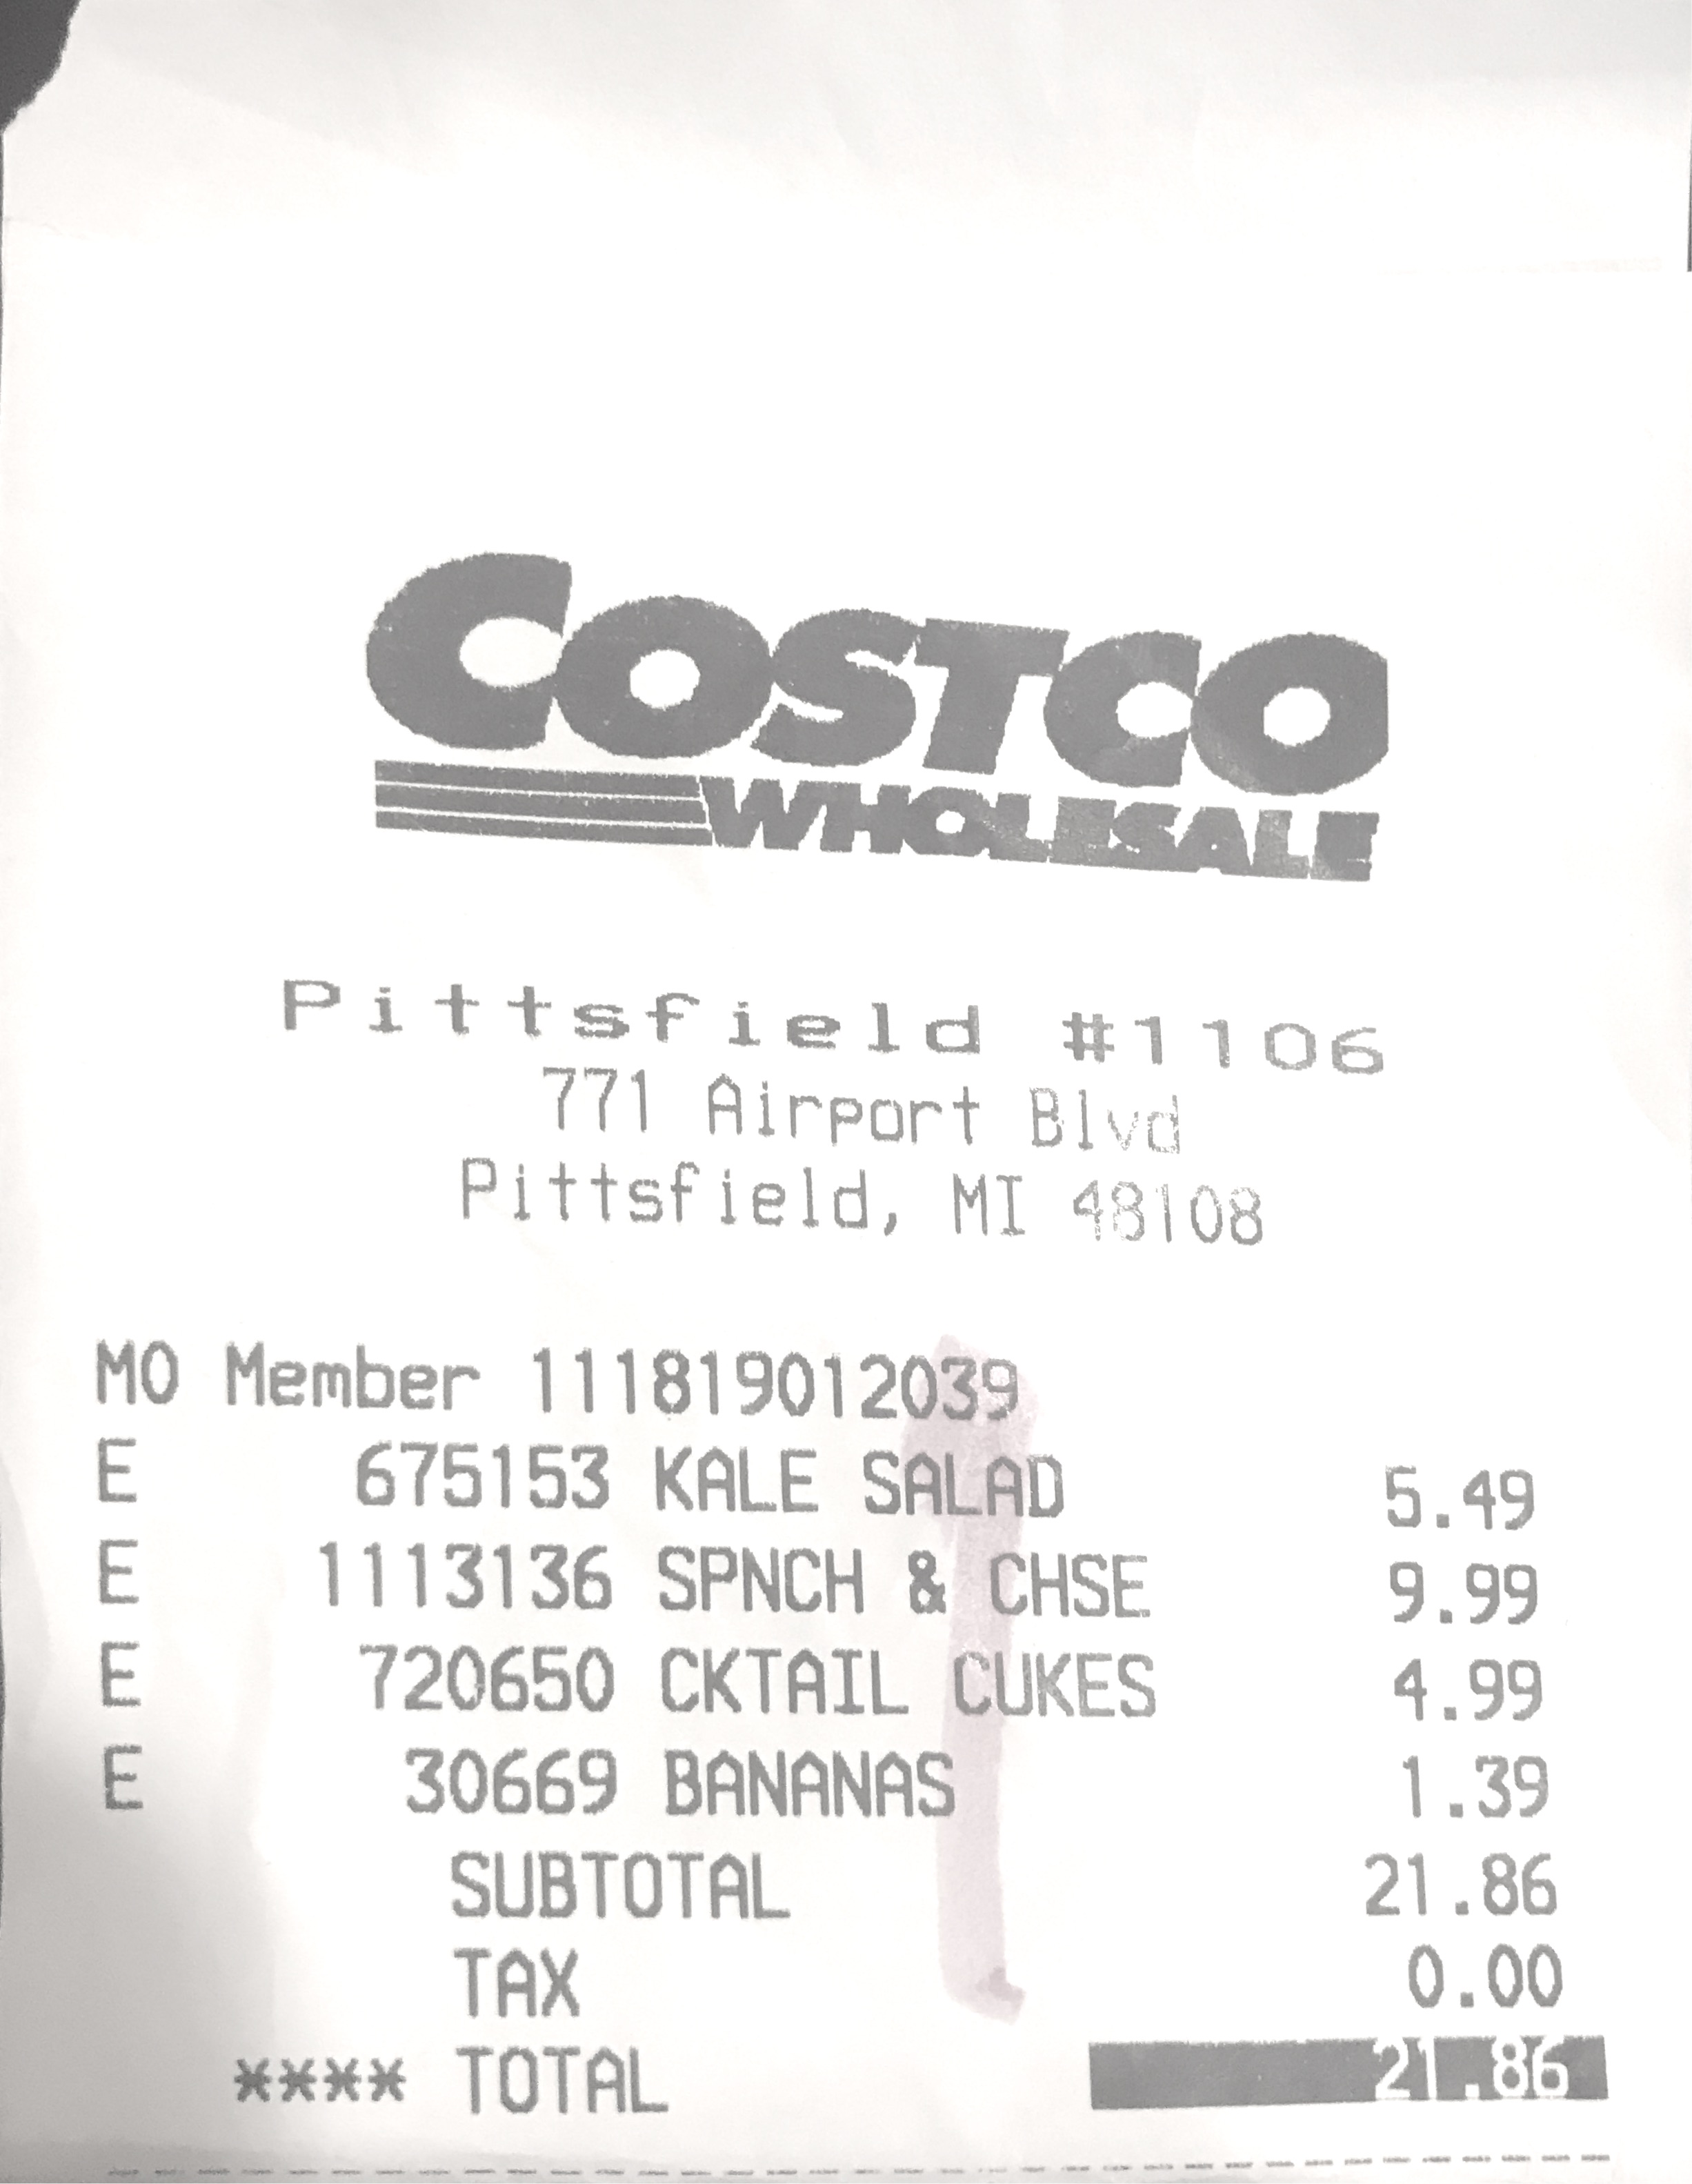 COSTCO
WHOLESALE
Pittsfield #1106
771 Airport Blvd
Pittsfield, MI 48108
MO Member 111819012039
E 675153 KALE SALAD 5.49
E 1113136 SPNCH & CHSE 9.99
E 720650 CKTAIL CUKES 4.99
E 30669 BANANAS 1.39
SUBTOTAL 21.86
TAX 0.00
**** TOTAL 21.86